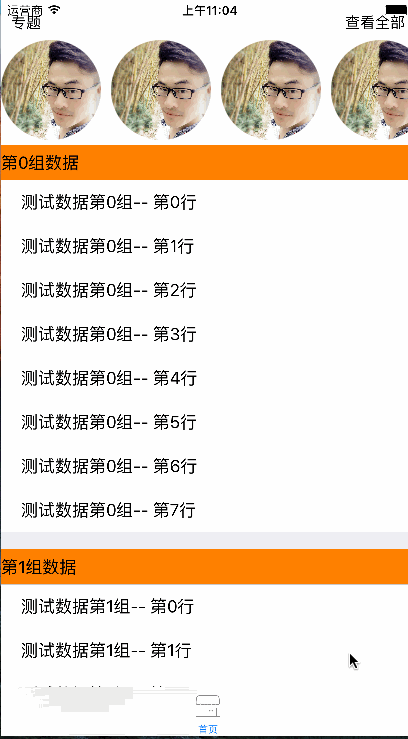 运营商 上午11:04
专题 查看全部
第0组数据
测试数据第0组-- 第0行
测试数据第0组-- 第1行
测试数据第0组-- 第2行
测试数据第0组-- 第3行
测试数据第0组-- 第4行
测试数据第0组-- 第5行
测试数据第0组-- 第6行
测试数据第0组-- 第7行
第1组数据
测试数据第1组-- 第0行
测试数据第1组-- 第1行
首页